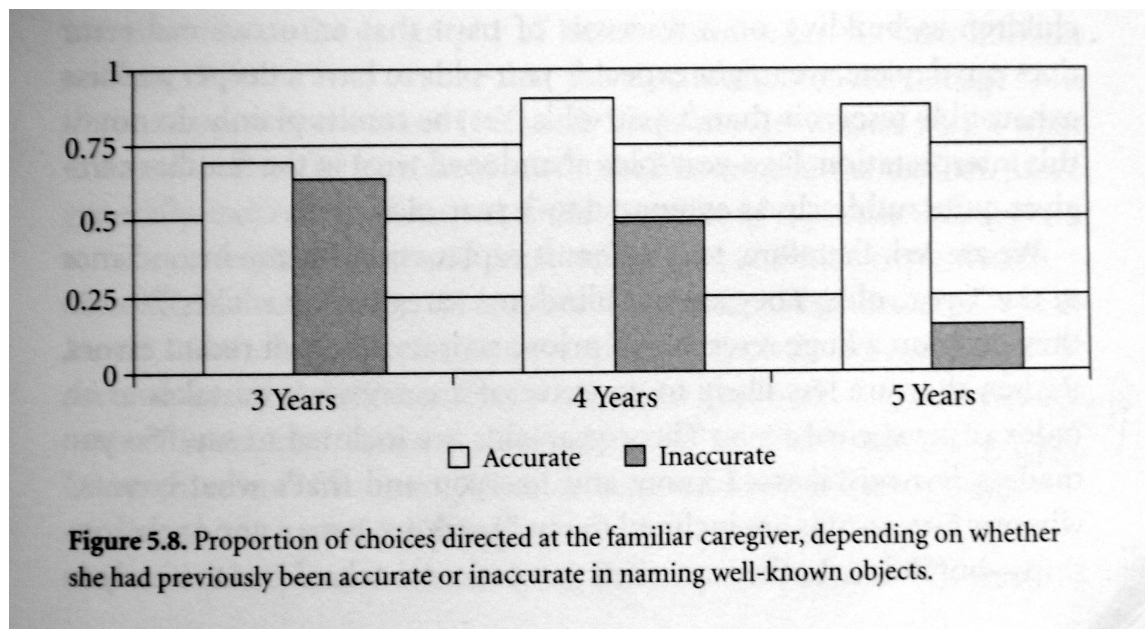 1
0.75
0.5
0.25
0
3 Years
4 Years
5 Years
Accurate
Inaccurate
Figure 5.8. Proportion of choices directed at the familiar caregiver, depending on whether
she had previously been accurate or inaccurate in naming well-known objects.